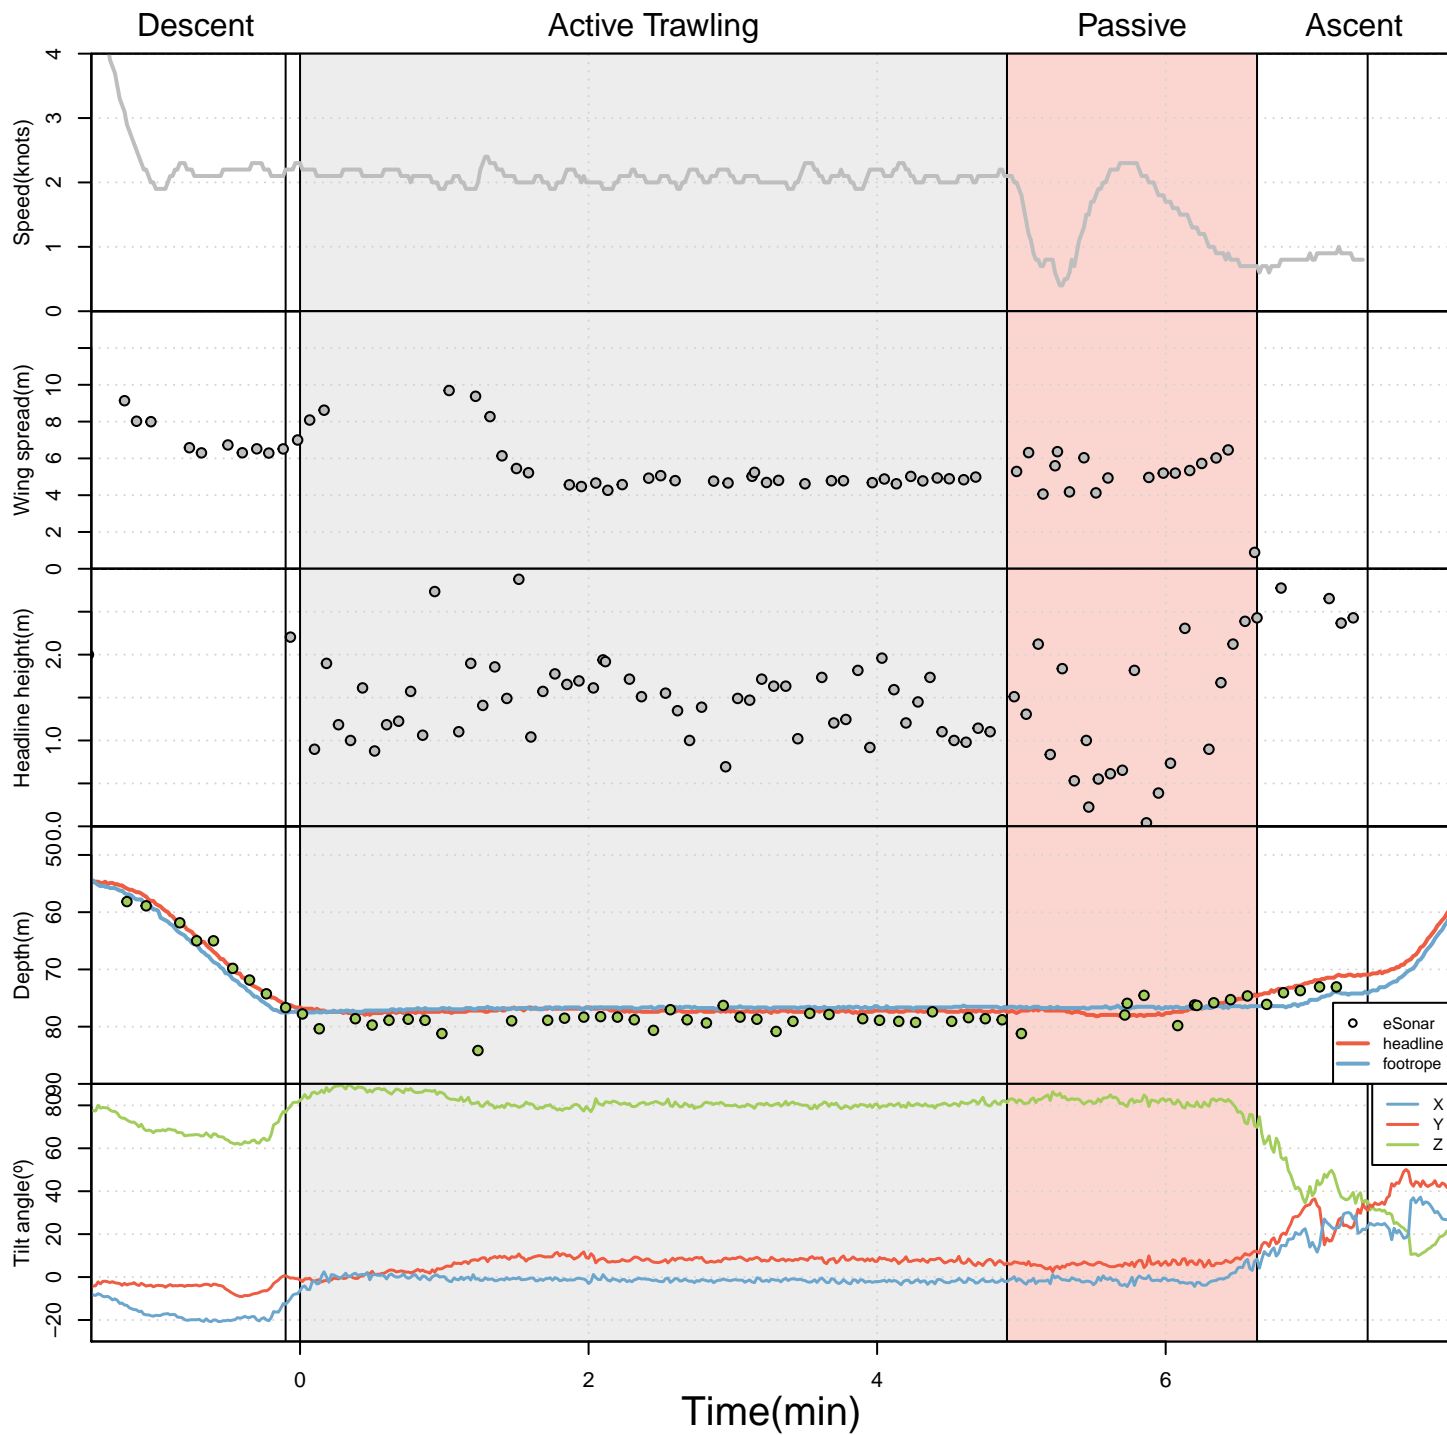 Descent Active Trawling Passive Ascent
Speed(knots)
4
3
2
1
0
Wing spread(m)
10
8
6
4
2
0
Headline height(m)
2.0
1.0
0.0
Depth(m)
50
60
70
80
90
eSonar
headline
footrope
Tilt angle(º)
80
60
40
20
0
−20
X
Y
Z
0 2 4 6
Time(min)